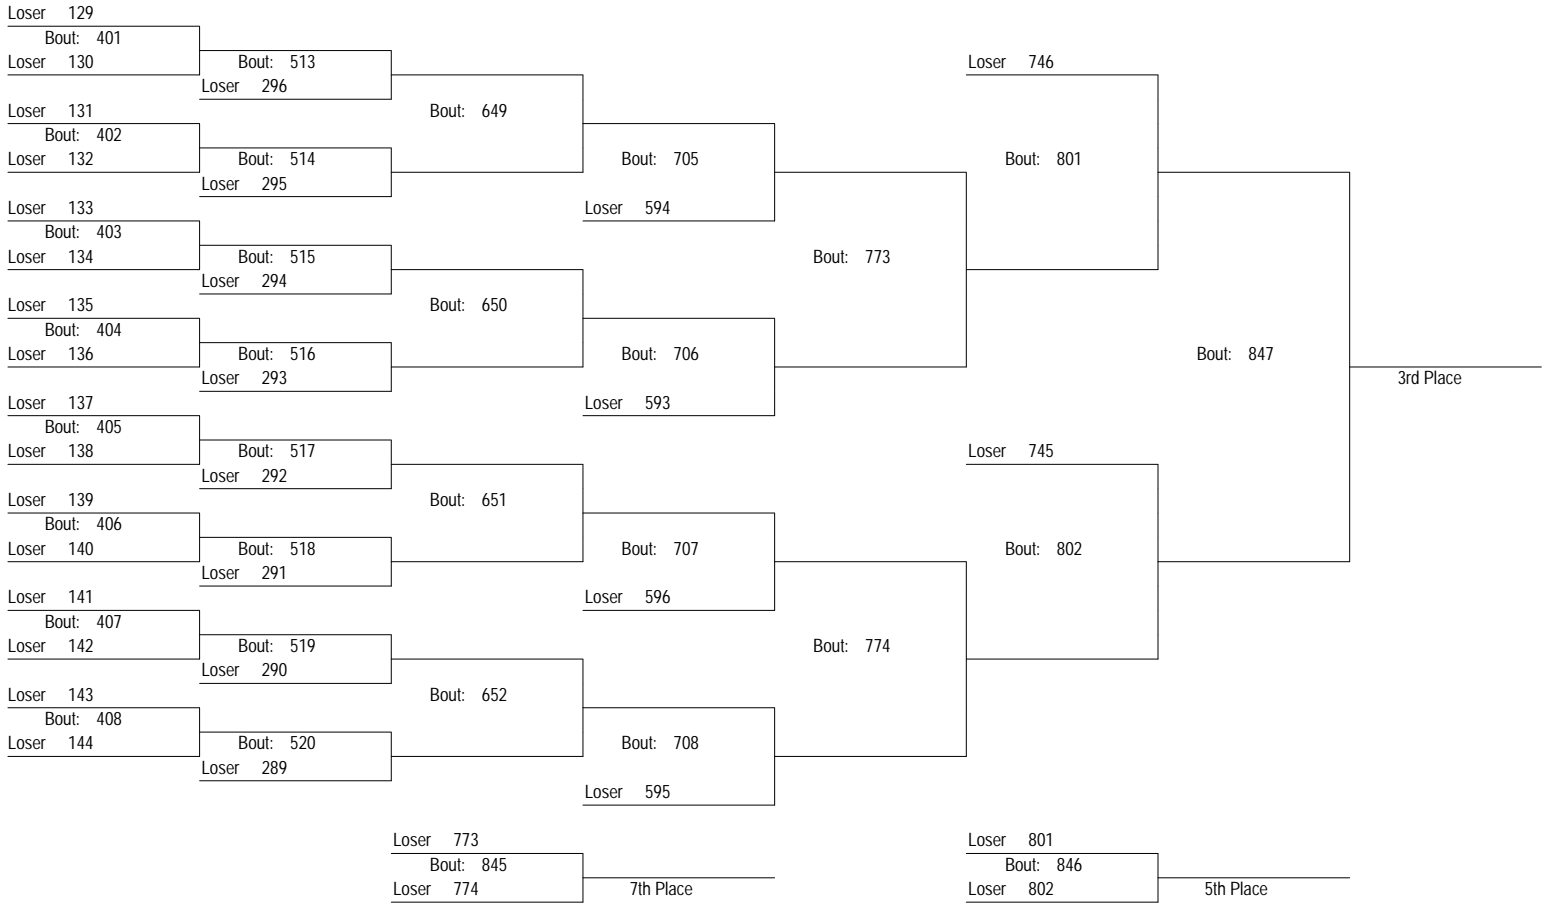 Loser 129
Bout: 401
Loser 130
Bout: 513
Loser 296
Loser 746
Loser 131
Bout: 649
Bout: 402
Loser 132
Bout: 514
Bout: 705
Bout: 801
Loser 295
Loser 133
Loser 594
Bout: 403
Loser 134
Bout: 515
Bout: 773
Loser 294
Loser 135
Bout: 650
Bout: 404
Loser 136
Bout: 516
Bout: 706
Bout: 847
Loser 293
3rd Place
Loser 137
Loser 593
Bout: 405
Loser 138
Bout: 517
Loser 745
Loser 292
Loser 139
Bout: 651
Bout: 406
Loser 140
Bout: 518
Bout: 707
Bout: 802
Loser 291
Loser 141
Loser 596
Bout: 407
Loser 142
Bout: 519
Bout: 774
Loser 290
Loser 143
Bout: 652
Bout: 408
Loser 144
Bout: 520
Bout: 708
Loser 289
Loser 595
Loser 773
Bout: 845
Loser 774
7th Place
Loser 801
Bout: 846
Loser 802
5th Place